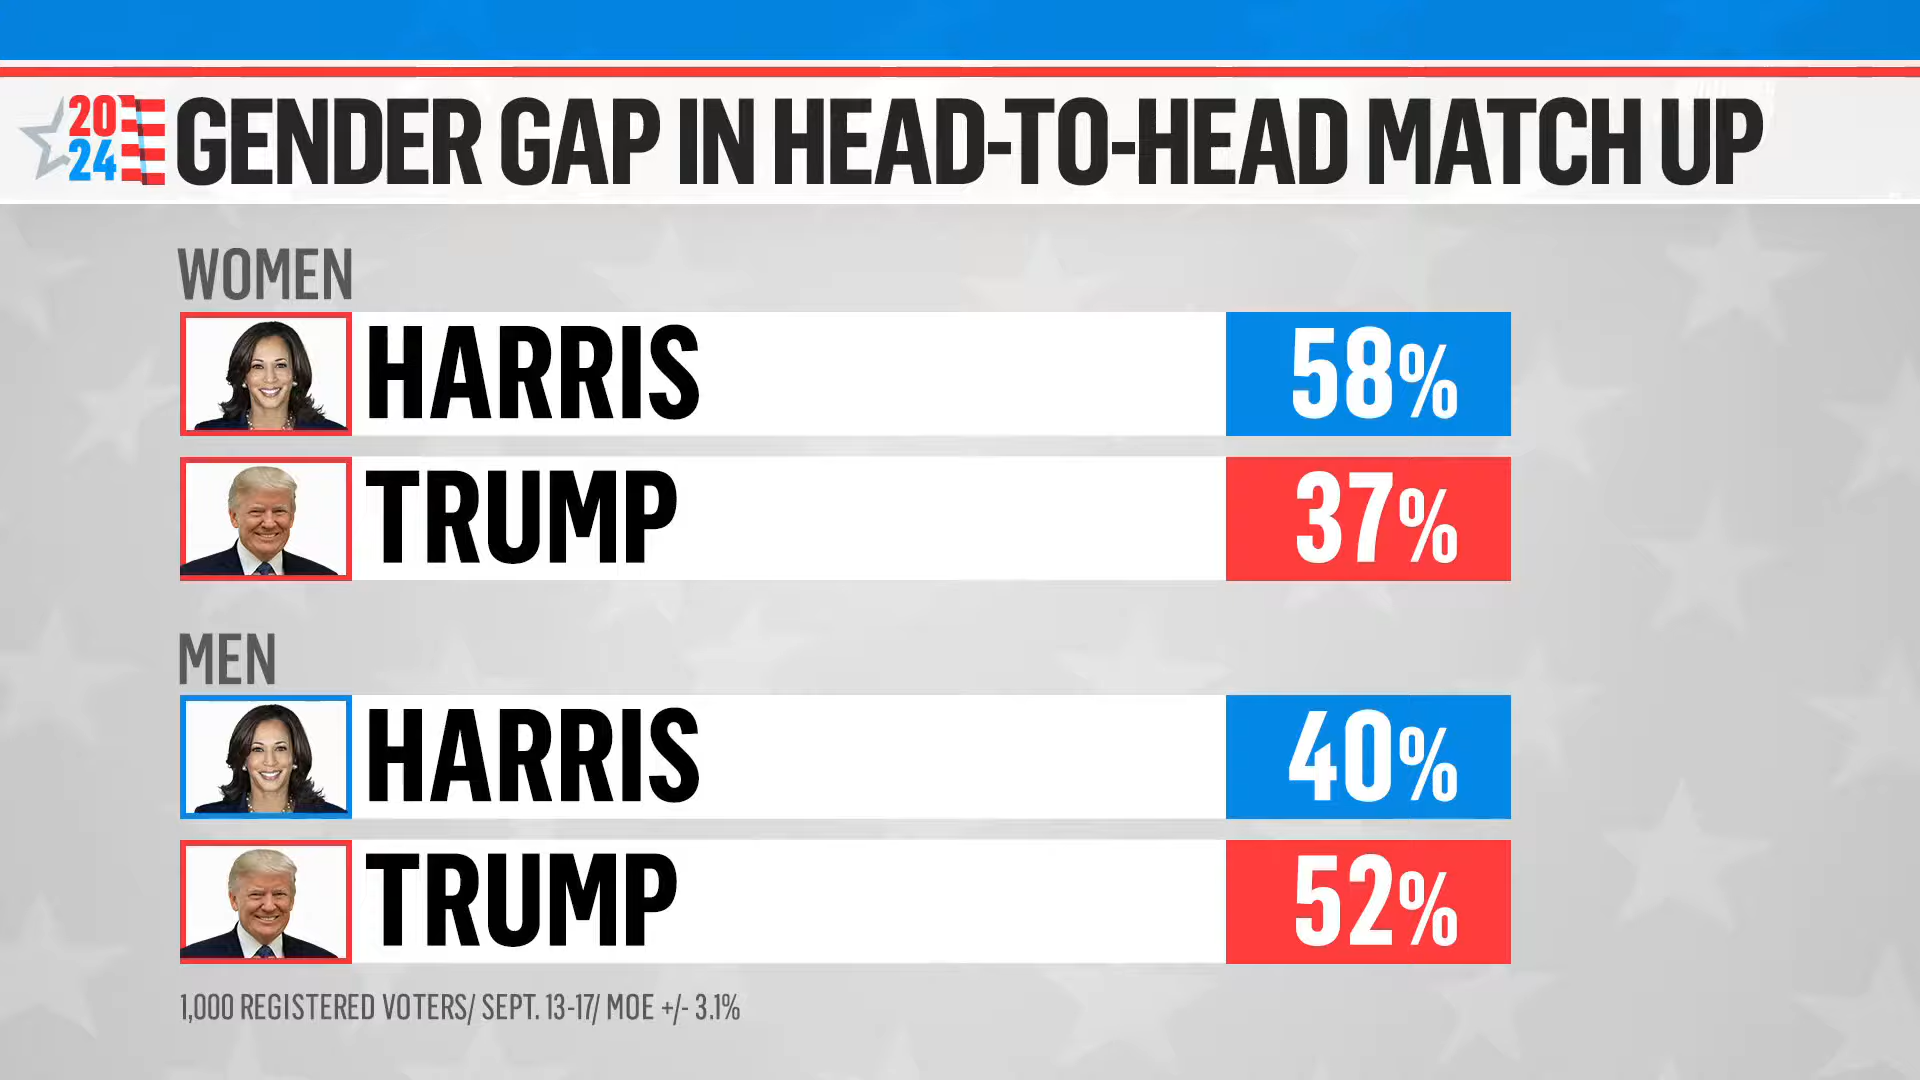 2024
GENDER GAP IN HEAD-TO-HEAD MATCH UP
WOMEN
HARRIS 58%
TRUMP 37%
MEN
HARRIS 40%
TRUMP 52%
1,000 REGISTERED VOTERS/ SEPT. 13-17/ MOE +/- 3.1%